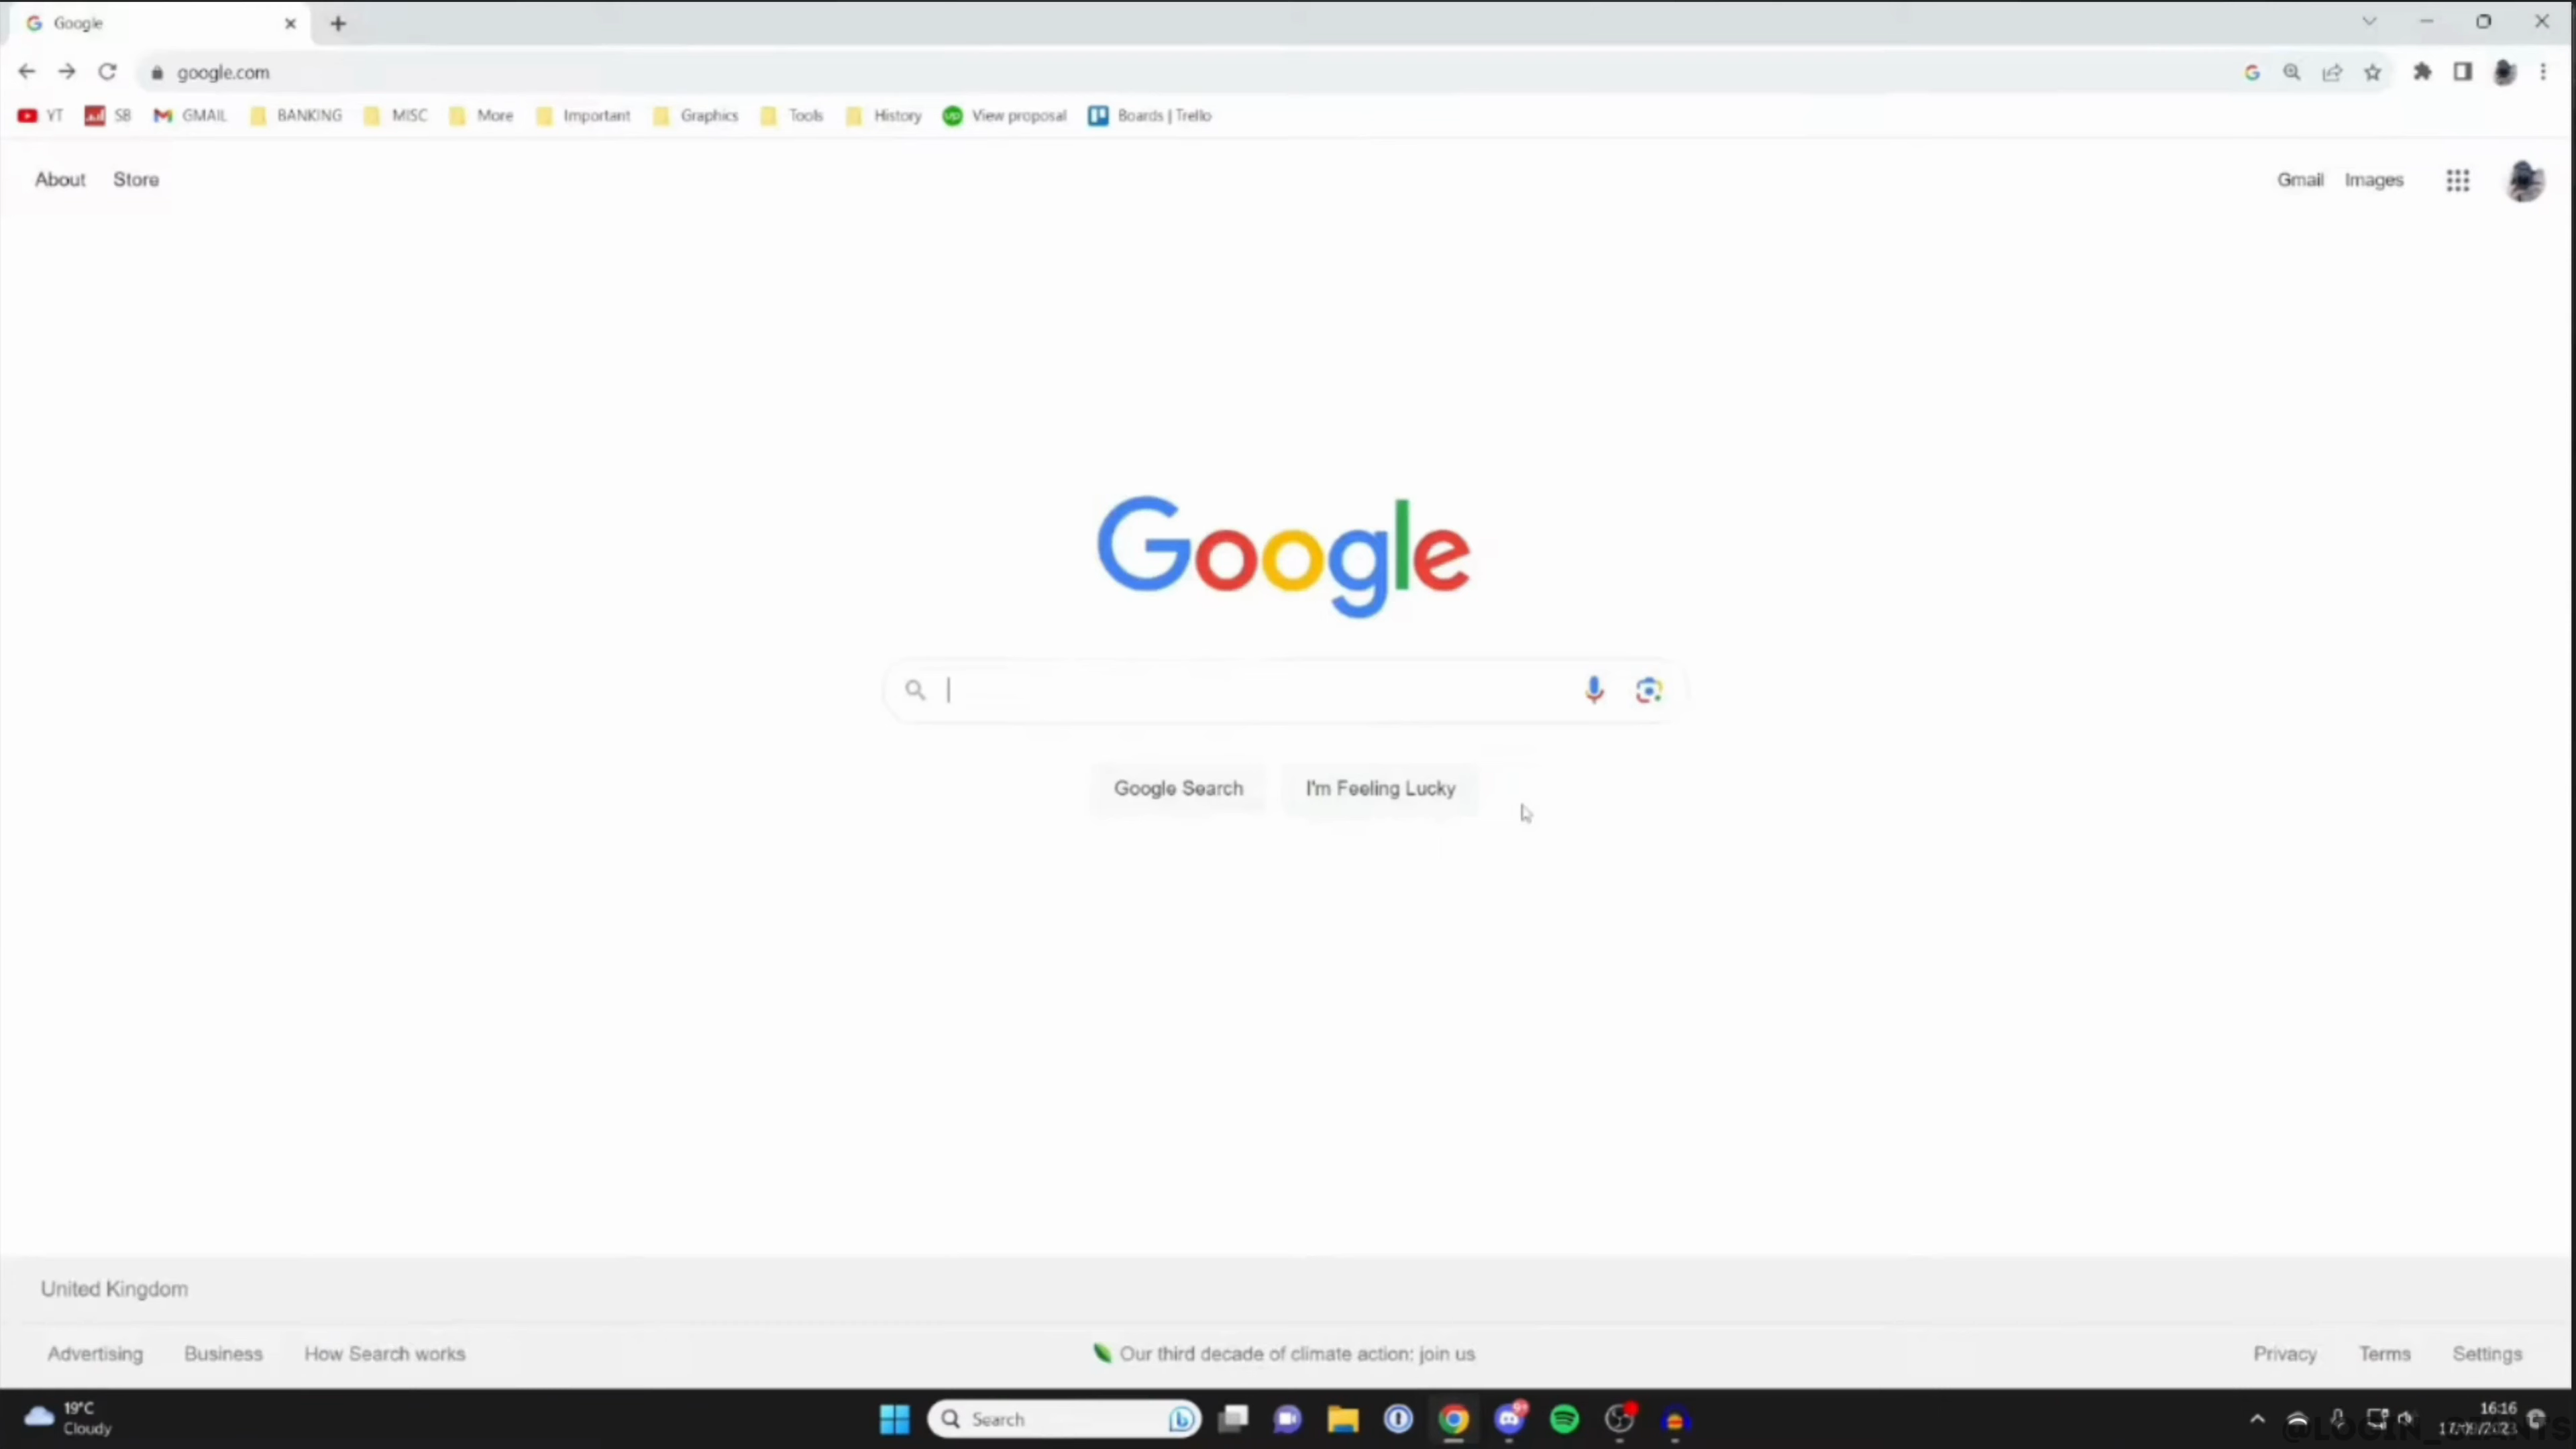 Google
google.com
YT SB GMAIL BANKING MISC More Important Graphics Tools History View proposal Boards | Trello
About Store Gmail Images
Google
Google Search I'm Feeling Lucky
United Kingdom
Advertising Business How Search works Our third decade of climate action: join us Privacy Terms Settings
19°C
Cloudy
Search
16:16